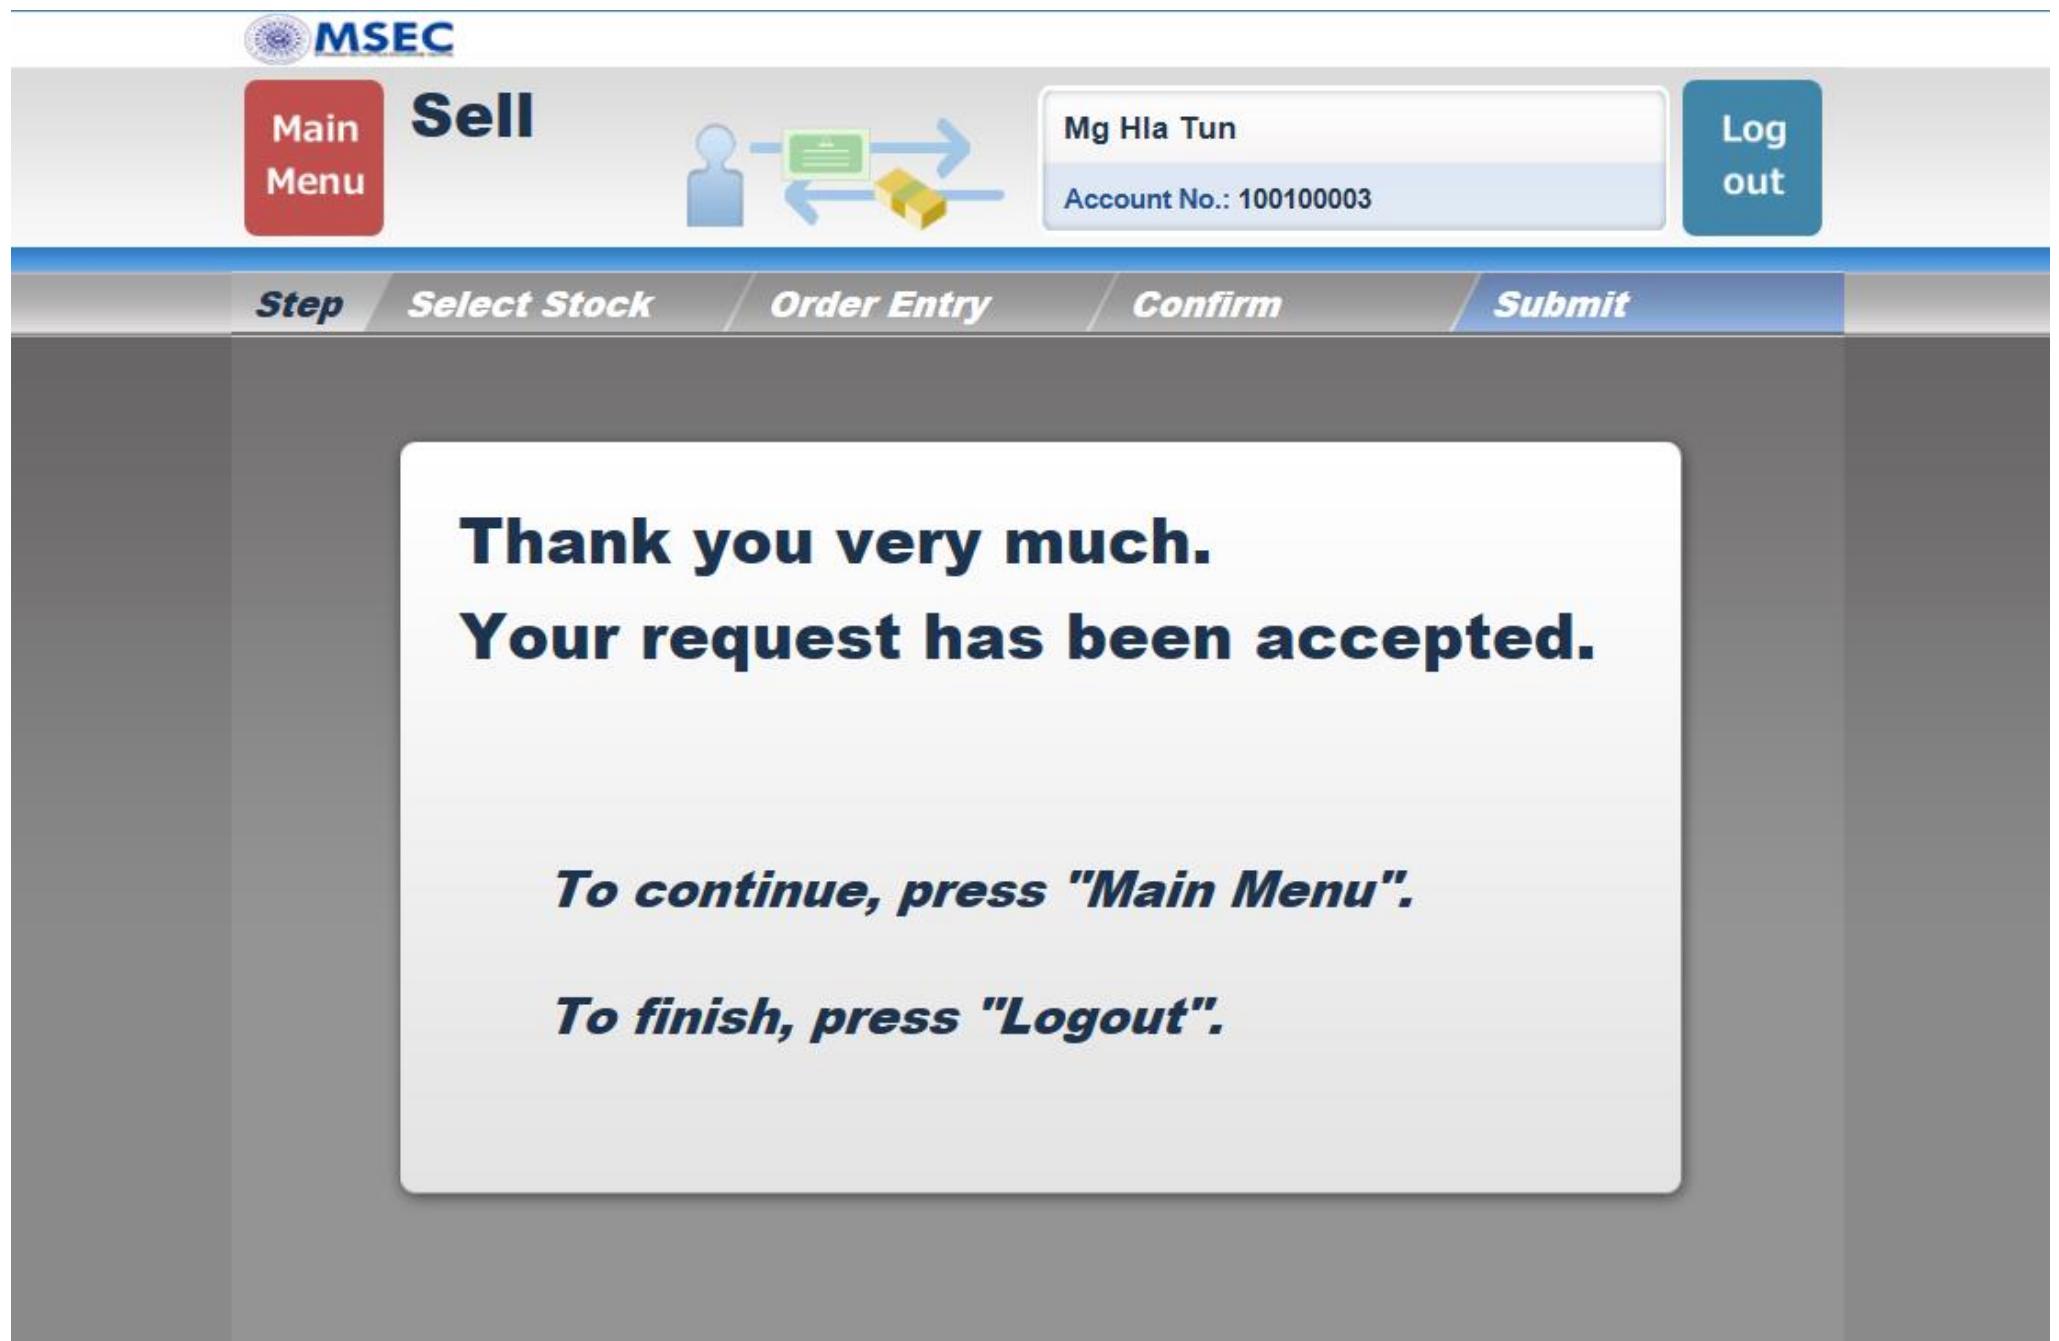 MSEC
Main
Menu
Sell
Mg Hla Tun
Account No.: 100100003
Log
out
Step
Select Stock
Order Entry
Confirm
Submit
Thank you very much.
Your request has been accepted.
To continue, press "Main Menu".
To finish, press "Logout".